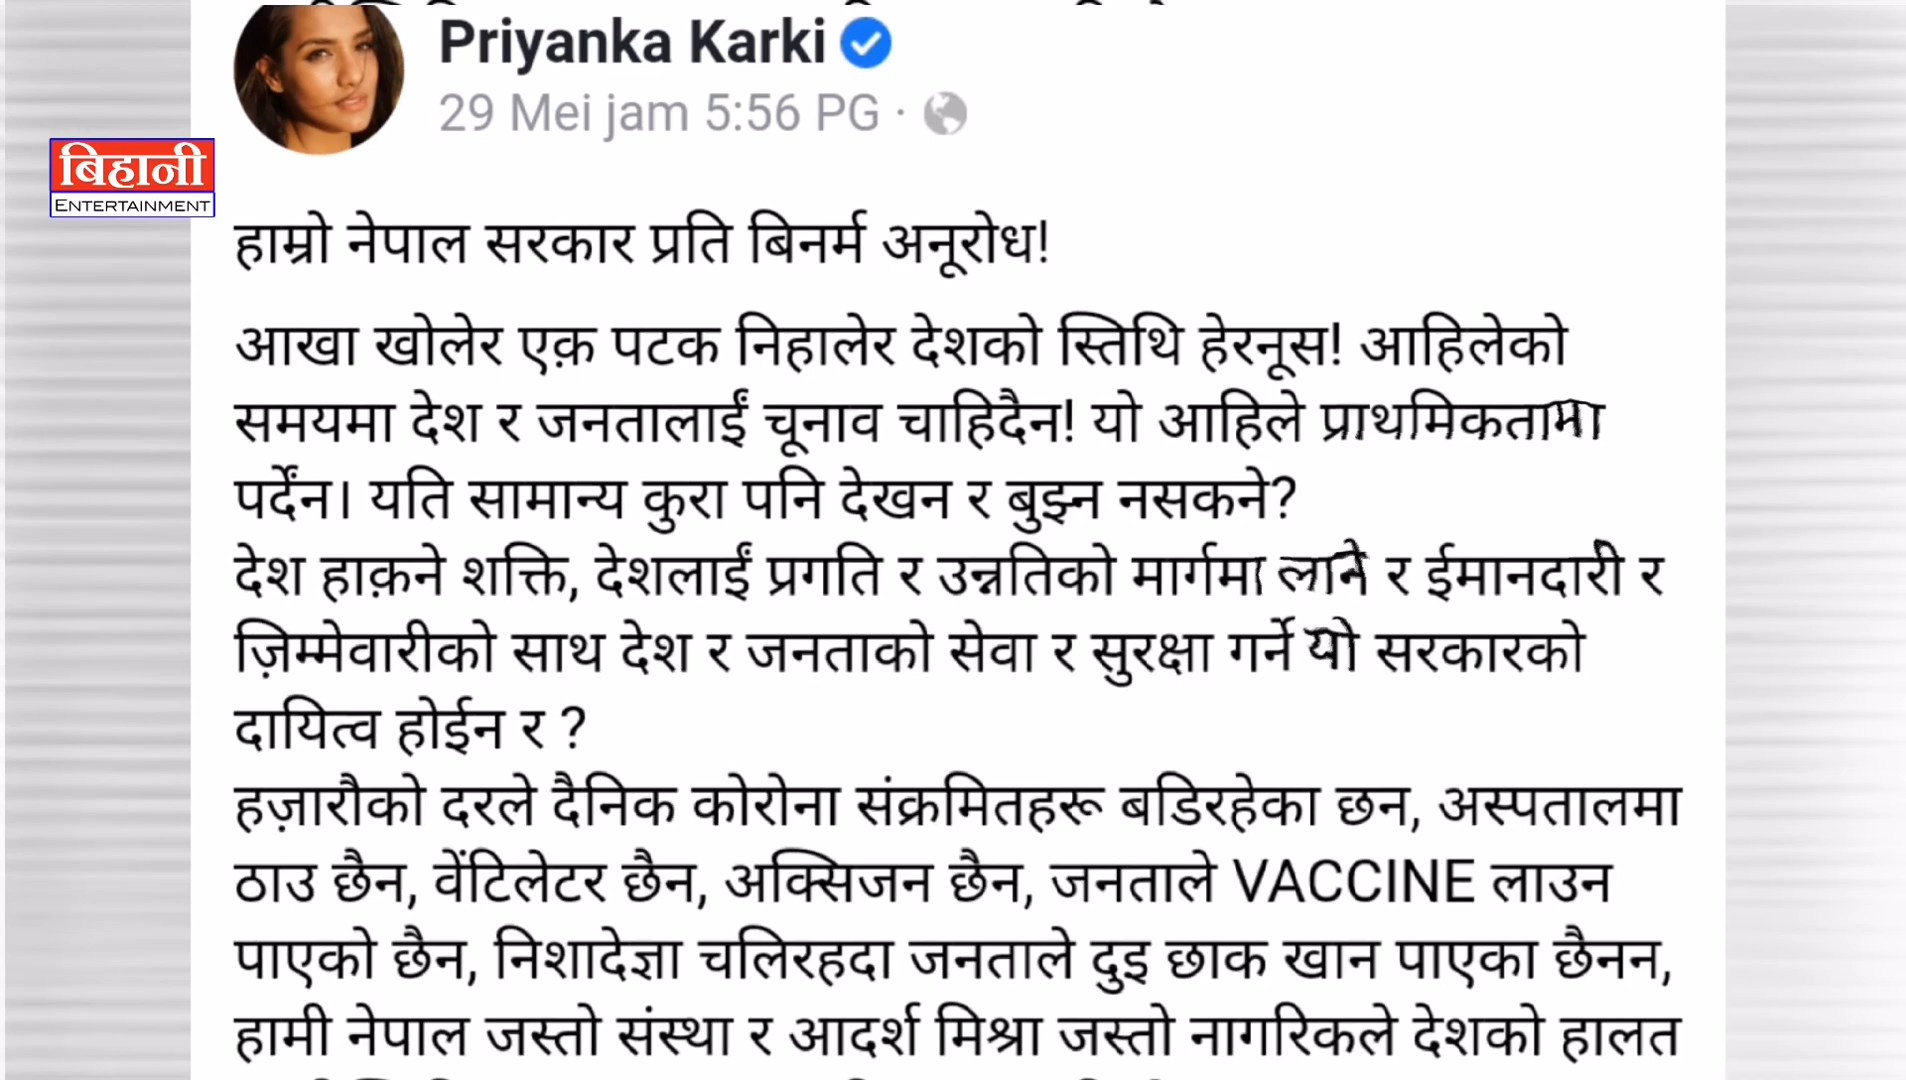 Priyanka Karki
29 Mei jam 5:56 PG ·
बिहानी
ENTERTAINMENT
हाम्रो नेपाल सरकार प्रति बिनर्म अनूरोध!
आखा खोलेर एक़ पटक निहालेर देशको स्तिथि हेरनूस! आहिलेको
समयमा देश र जनतालाईं चूनाव चाहिदैन! यो आहिले प्राथमिकतामा
पर्देंन। यति सामान्य कुरा पनि देखन र बुझ्न नसकने?
देश हाक़ने शक्ति, देशलाईं प्रगति र उन्नतिको मार्गमा लाने र ईमानदारी र
ज़िम्मेवारीको साथ देश र जनताको सेवा र सुरक्षा गर्ने यो सरकारको
दायित्व होईन र ?
हज़ारौको दरले दैनिक कोरोना संक्रमितहरू बडिरहेका छन, अस्पतालमा
ठाउ छैन, वेंटिलेटर छैन, अक्सिजन छैन, जनताले VACCINE लाउन
पाएको छैन, निशादेज्ञा चलिरहदा जनताले दुइ छाक खान पाएका छैनन,
हामी नेपाल जस्तो संस्था र आदर्श मिश्रा जस्तो नागरिकले देशको हालत